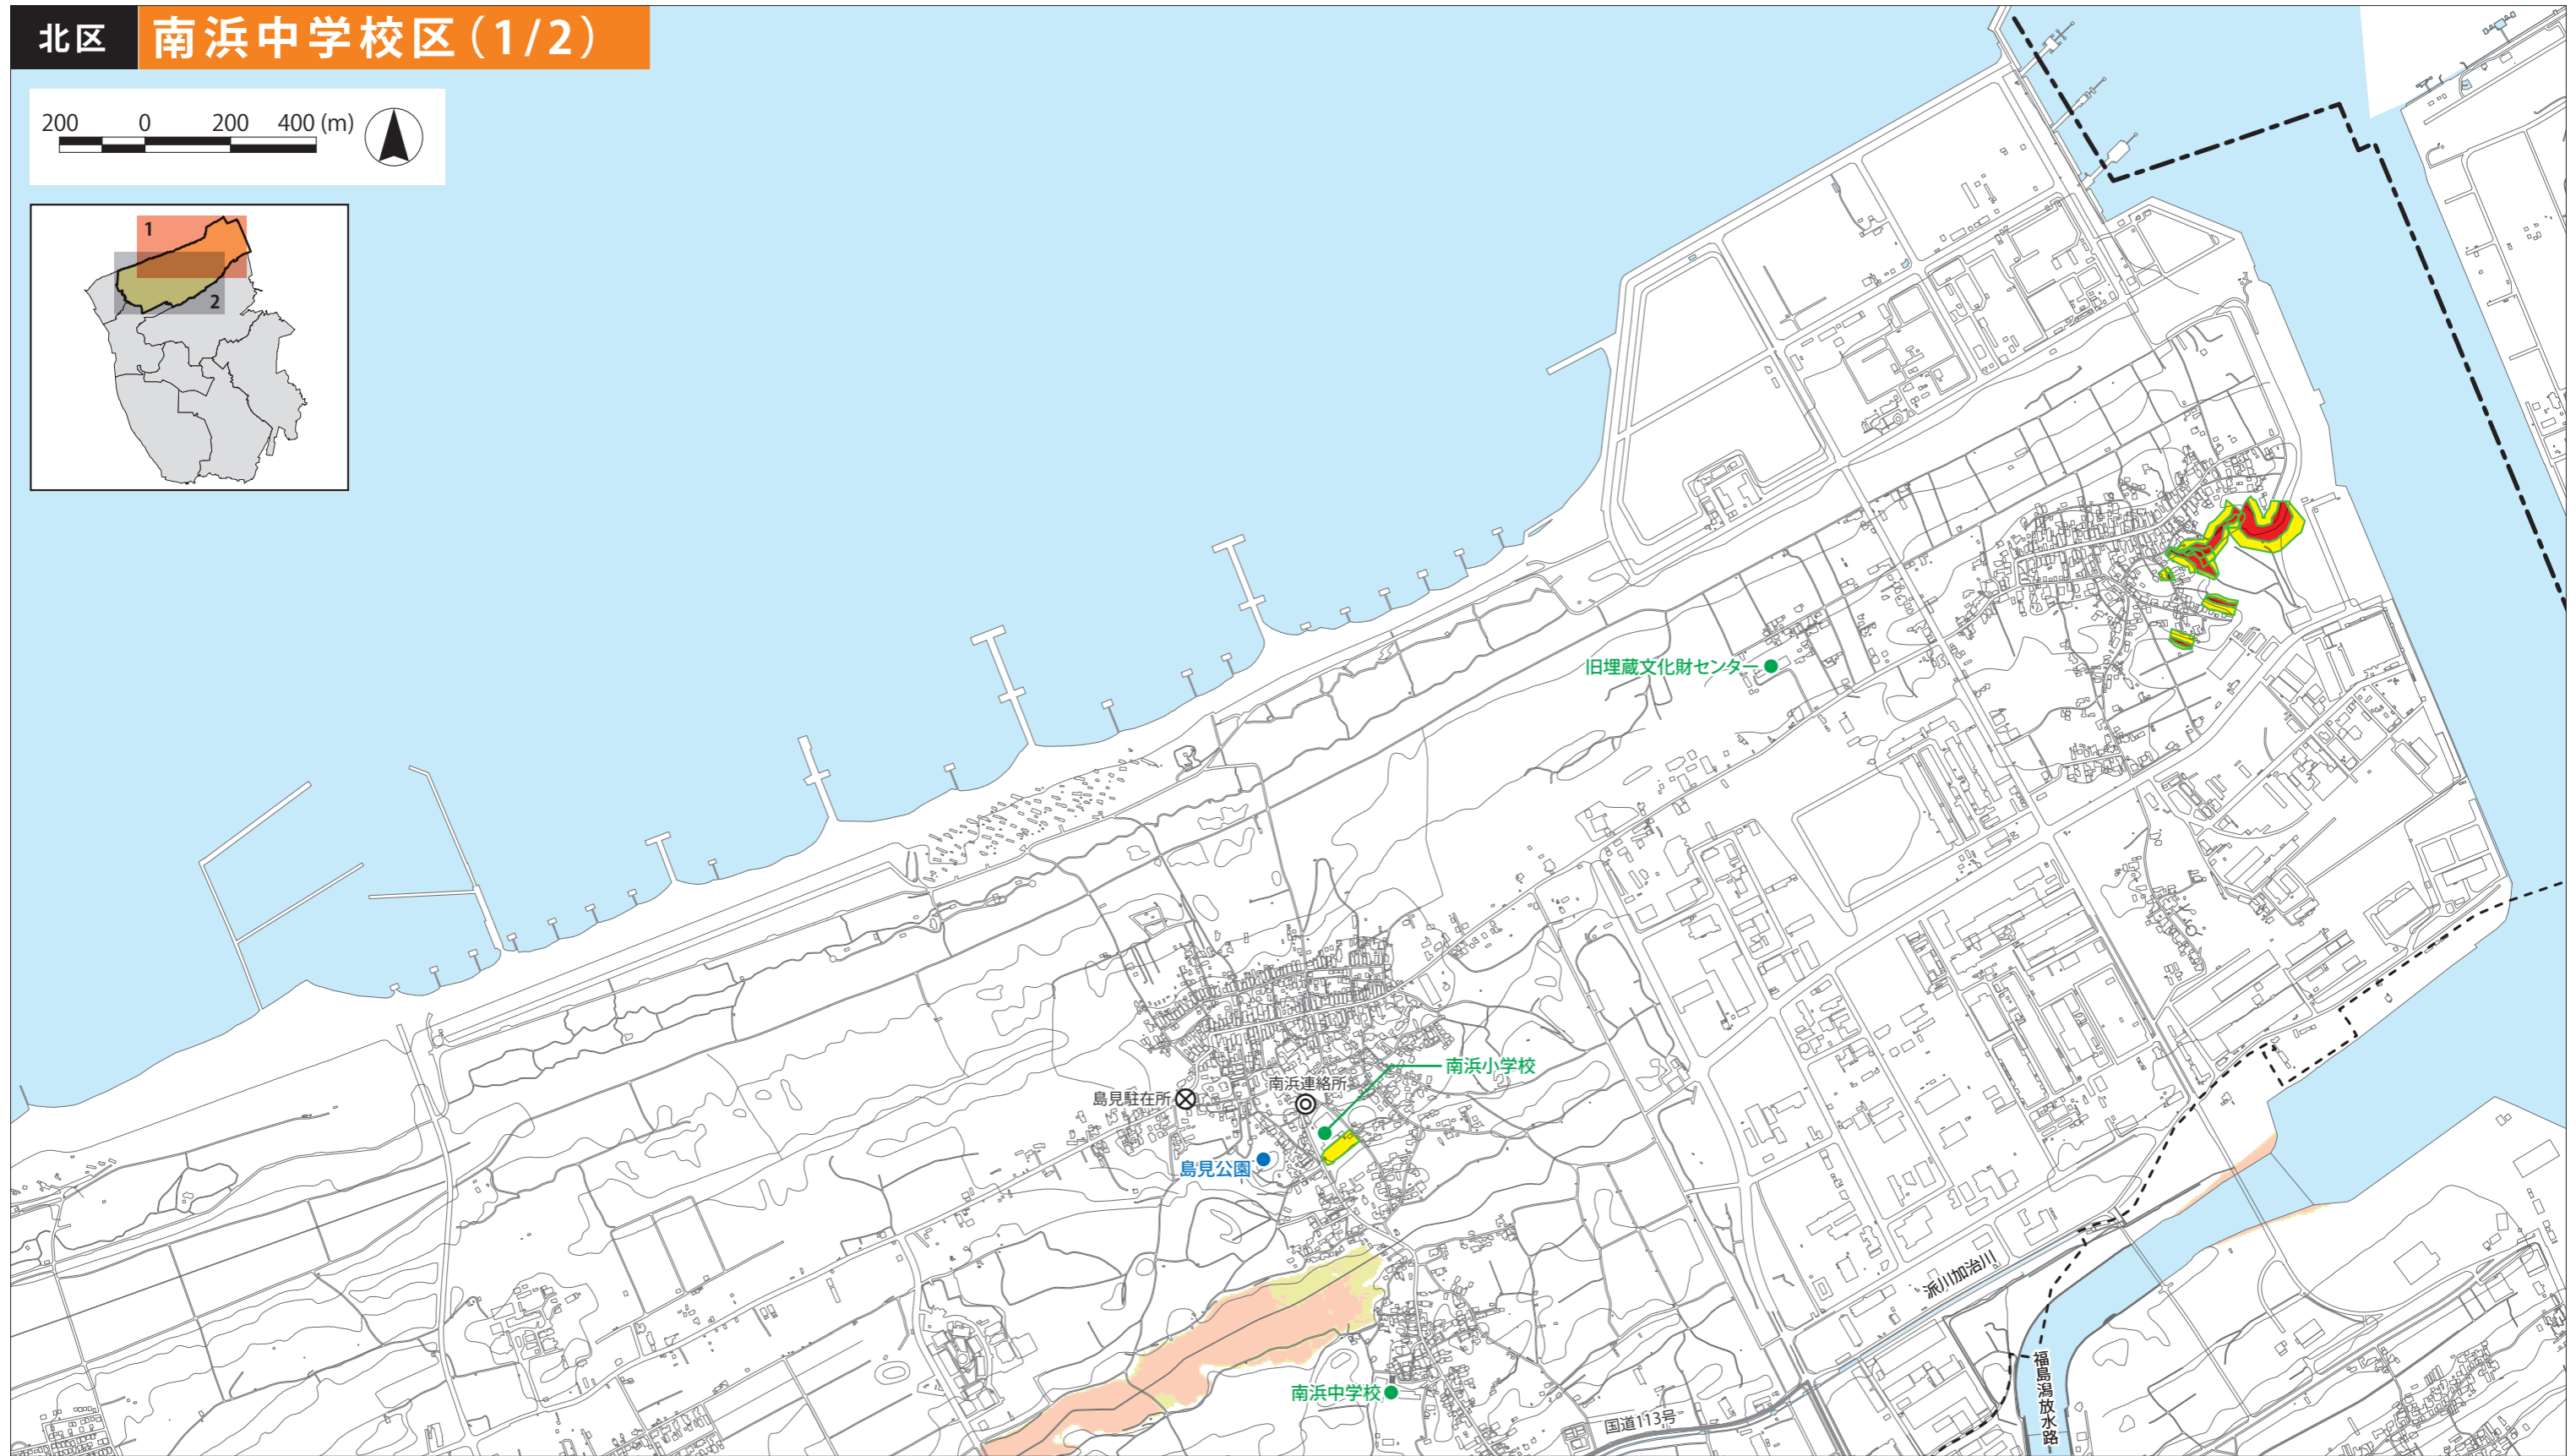 北区
南浜中学校区(1/2)
200 0 200 400 (m)
1
2
旧埋蔵文化財センター
南浜小学校
南浜連絡所
島見駐在所
島見公園
派川加治川
南浜中学校
国道113号
福島潟放水路